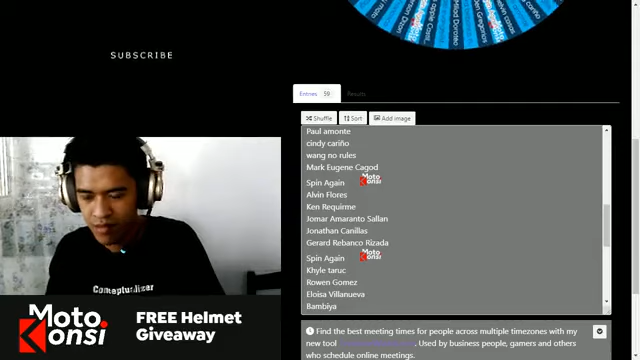 SUBSCRIBE
Entries 59
Results
Shuffle
Sort
Add image
Paul amonte
cindy cariño
wang no rules
Mark Eugene Cagod
Spin Again Moto Konsi
Alvin Flores
Ken Requirme
Jomar Amaranto Sallan
Jonathan Canillas
Gerard Rebanco Rizada
Spin Again Moto Konsi
Khyle taruc
Rowen Gomez
Eloisa Villanueva
Bambiya
Find the best meeting times for people across multiple timezones with my
new tool
. Used by business people, gamers and others
who schedule online meetings.
Conceptualizer
Moto
Konsi
FREE Helmet
Giveaway